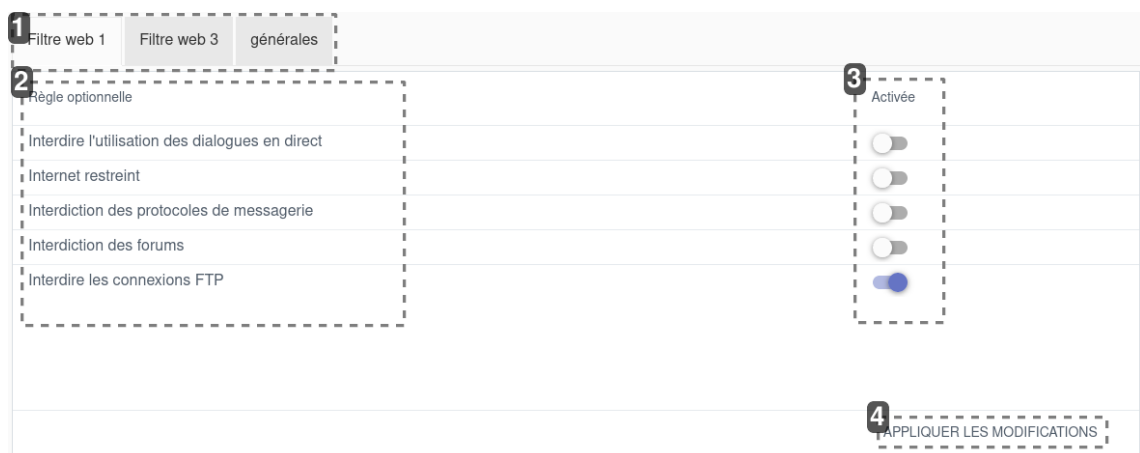 1 Filtre web 1 Filtre web 3 générales
2 3
Règle optionnelle Activée
Interdire l'utilisation des dialogues en direct
Internet restreint
Interdiction des protocoles de messagerie
Interdiction des forums
Interdire les connexions FTP
4
APPLIQUER LES MODIFICATIONS